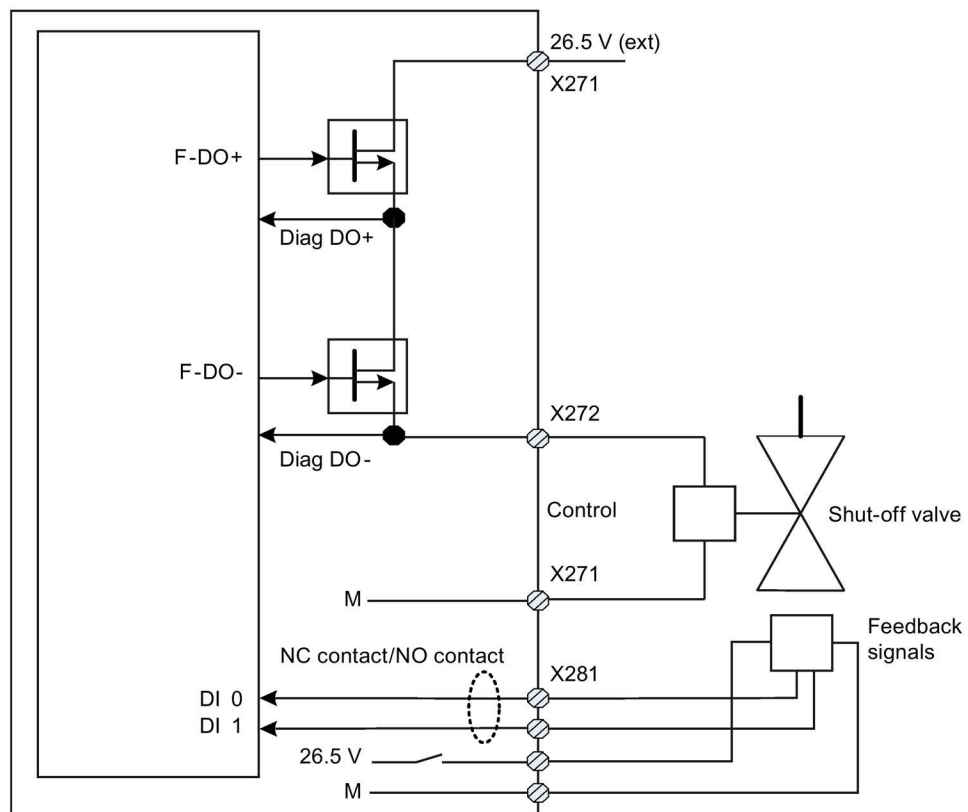 26.5 V (ext)
X271
F-DO+
Diag DO+
F-DO-
X272
Diag DO-
Control
Shut-off valve
X271
M
Feedback
signals
NC contact/NO contact
X281
DI 0
DI 1
26.5 V
M